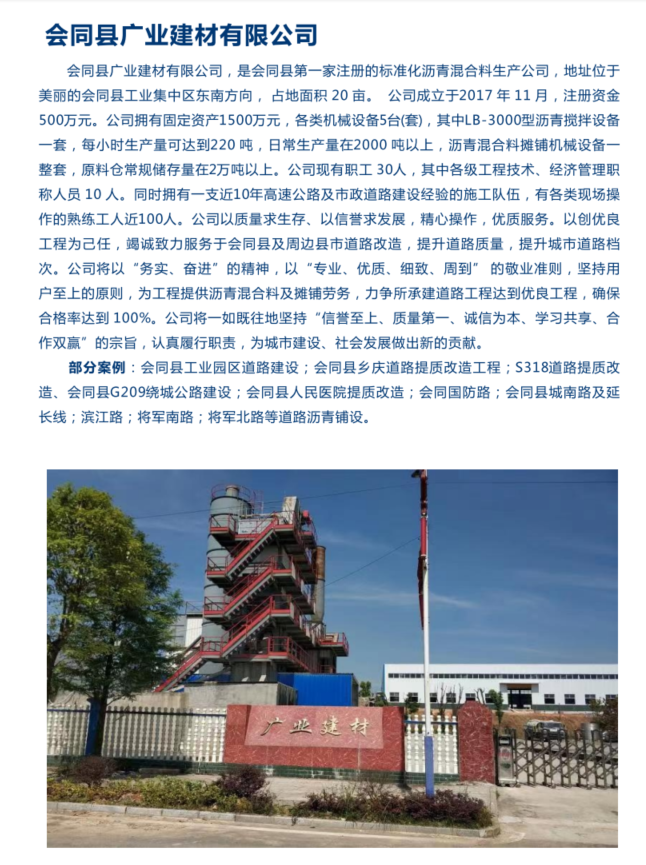 会同县广业建材有限公司
会同县广业建材有限公司，是会同县第一家注册的标准化沥青混合料生产公司，地址位于
美丽的会同县工业集中区东南方向， 占地面积 20 亩。 公司成立于2017 年 11 月，注册资金
500万元。公司拥有固定资产1500万元，各类机械设备5台(套)，其中LB-3000型沥青搅拌设备
一套，每小时生产量可达到220 吨，日常生产量在2000 吨以上，沥青混合料摊铺机械设备一
整套，原料仓常规储存量在2万吨以上。公司现有职工 30人，其中各级工程技术、经济管理职
称人员 10 人。同时拥有一支近10年高速公路及市政道路建设经验的施工队伍，有各类现场操
作的熟练工人近100人。公司以质量求生存、以信誉求发展，精心操作，优质服务。以创优良
工程为己任，竭诚致力服务于会同县及周边县市道路改造，提升道路质量，提升城市道路档
次。公司将以“务实、奋进”的精神，以“专业、优质、细致、周到” 的敬业准则，坚持用
户至上的原则，为工程提供沥青混合料及摊铺劳务，力争所承建道路工程达到优良工程，确保
合格率达到 100%。公司将一如既往地坚持“信誉至上、质量第一、诚信为本、学习共享、合
作双赢”的宗旨，认真履行职责，为城市建设、社会发展做出新的贡献。
部分案例：会同县工业园区道路建设；会同县乡庆道路提质改造工程；S318道路提质改
造、会同县G209绕城公路建设；会同县人民医院提质改造；会同国防路；会同县城南路及延
长线；滨江路；将军南路；将军北路等道路沥青铺设。
广业建材